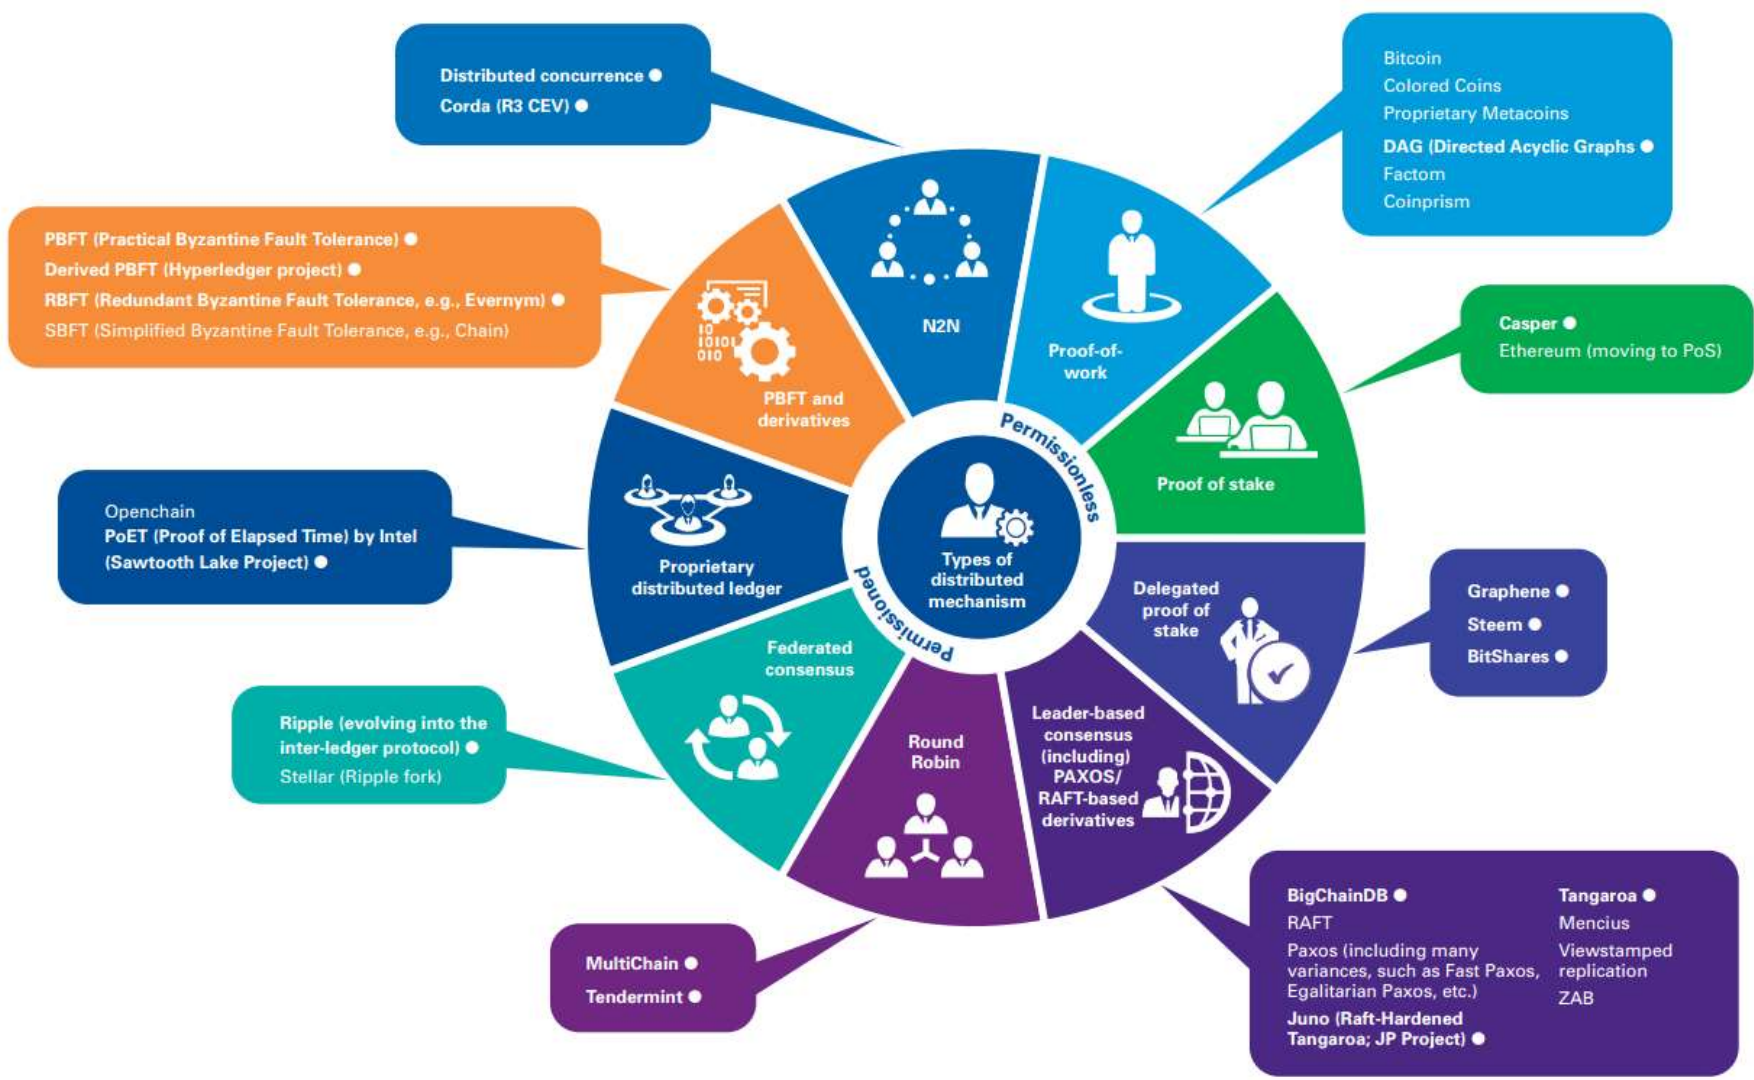 Distributed concurrence ●
Corda (R3 CEV) ●
Bitcoin
Colored Coins
Proprietary Metacoins
DAG (Directed Acyclic Graphs ●
Factom
Coinprism
PBFT (Practical Byzantine Fault Tolerance) ●
Derived PBFT (Hyperledger project) ●
RBFT (Redundant Byzantine Fault Tolerance, e.g., Evernym) ●
SBFT (Simplified Byzantine Fault Tolerance, e.g., Chain)
N2N
Proof-of-
work
Casper ●
Ethereum (moving to PoS)
10
10101
010
PBFT and
derivatives
Permissionless
Proof of stake
Openchain
PoET (Proof of Elapsed Time) by Intel
(Sawtooth Lake Project) ●
Proprietary
distributed ledger
Types of
distributed
mechanism
Permissioned
Delegated
proof of
stake
Graphene ●
Steem ●
BitShares ●
Federated
consensus
Ripple (evolving into the
inter-ledger protocol) ●
Stellar (Ripple fork)
Round
Robin
Leader-based
consensus
(including)
PAXOS/
RAFT-based
derivatives
MultiChain ●
Tendermint ●
BigChainDB ●
RAFT
Paxos (including many
variances, such as Fast Paxos,
Egalitarian Paxos, etc.)
Juno (Raft-Hardened
Tangaroa; JP Project) ●
Tangaroa ●
Mencius
Viewstamped
replication
ZAB